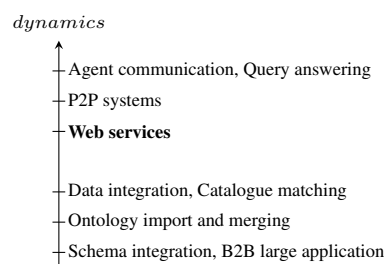 dynamics
Agent communication, Query answering
P2P systems
Web services
Data integration, Catalogue matching
Ontology import and merging
Schema integration, B2B large application